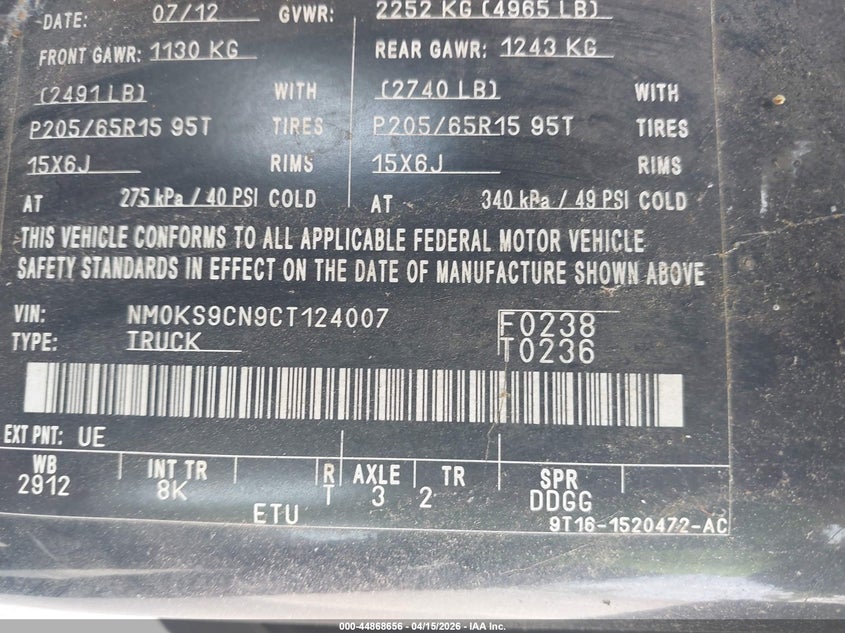 DATE: 07/12 GVWR: 2252 KG (4965 LB)
FRONT GAWR: 1130 KG REAR GAWR: 1243 KG
(2491 LB) WITH (2740 LB) WITH
P205/65R15 95T TIRES P205/65R15 95T TIRES
15X6J RIMS 15X6J RIMS
AT 275 kPa / 40 PSI COLD AT 340 kPa / 49 PSI COLD
THIS VEHICLE CONFORMS TO ALL APPLICABLE FEDERAL MOTOR VEHICLE
SAFETY STANDARDS IN EFFECT ON THE DATE OF MANUFACTURE SHOWN ABOVE
VIN: NM0KS9CN9CT124007 F0238
TYPE: TRUCK T0236
EXT PNT: UE
WB INT TR R AXLE TR SPR
2912 8K T 3 2 DDGG
ETU 9T16-1520472-AC
000-44868656 - 04/15/2026 - IAA Inc.